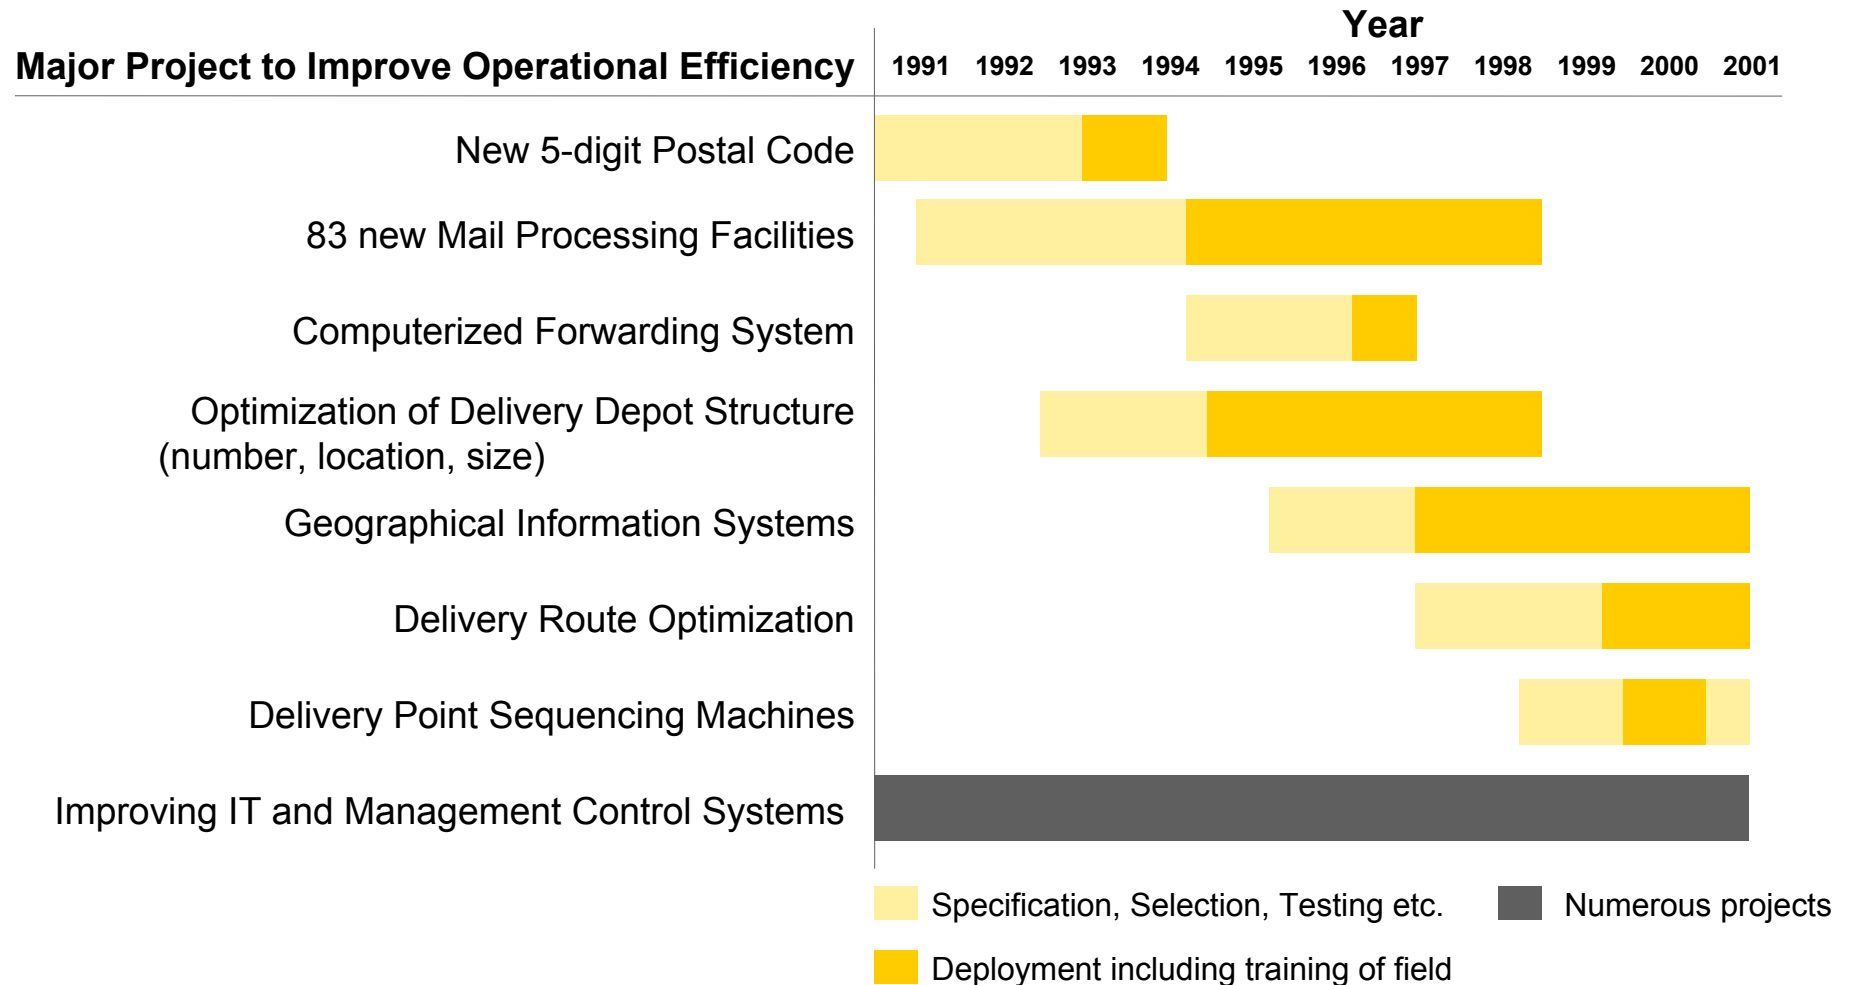 Year
Major Project to Improve Operational Efficiency
1991 1992 1993 1994 1995 1996 1997 1998 1999 2000 2001
New 5-digit Postal Code
83 new Mail Processing Facilities
Computerized Forwarding System
Optimization of Delivery Depot Structure
(number, location, size)
Geographical Information Systems
Delivery Route Optimization
Delivery Point Sequencing Machines
Improving IT and Management Control Systems
Specification, Selection, Testing etc.
Numerous projects
Deployment including training of field